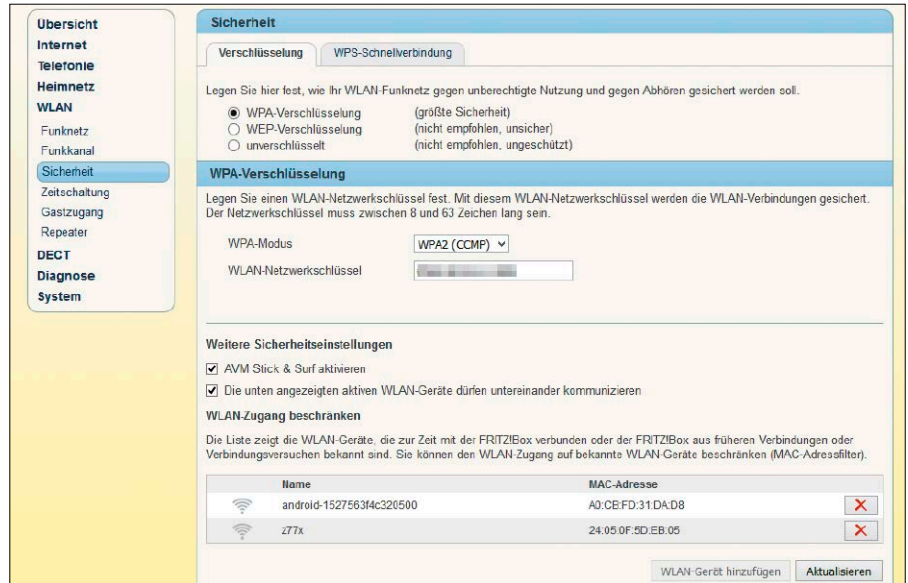 Übersicht
Internet
Telefonie
Heimnetz
WLAN
Funknetz
Funkkanal
Sicherheit
Zeitschaltung
Gastzugang
Repeater
DECT
Diagnose
System
Sicherheit
Verschlüsselung
WPS-Schnellverbindung
Legen Sie hier fest, wie Ihr WLAN-Funknetz gegen unberechtigte Nutzung und gegen Abhören gesichert werden soll.
WPA-Verschlüsselung (größte Sicherheit)
WEP-Verschlüsselung (nicht empfohlen, unsicher)
unverschlüsselt (nicht empfohlen, ungeschützt)
WPA-Verschlüsselung
Legen Sie einen WLAN-Netzwerkschlüssel fest. Mit diesem WLAN-Netzwerkschlüssel werden die WLAN-Verbindungen gesichert.
Der Netzwerkschlüssel muss zwischen 8 und 63 Zeichen lang sein.
WPA-Modus WPA2 (CCMP)
WLAN-Netzwerkschlüssel
Weitere Sicherheitseinstellungen
AVM Stick & Surf aktivieren
Die unten angezeigten aktiven WLAN-Geräte dürfen untereinander kommunizieren
WLAN-Zugang beschränken
Die Liste zeigt die WLAN-Geräte, die zur Zeit mit der FRITZ!Box verbunden oder der FRITZ!Box aus früheren Verbindungen oder
Verbindungsversuchen bekannt sind. Sie können den WLAN-Zugang auf bekannte WLAN-Geräte beschränken (MAC-Adressfilter).
Name MAC-Adresse
android-1527563f4c320500 A0:CB:FD:31:DA:D8
z77x 24:05:0F:5D:EB:05
WLAN-Gerät hinzufügen
Aktualisieren